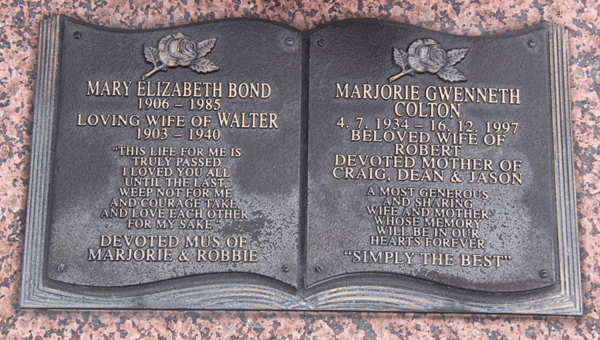 MARY ELIZABETH BOND
1906 – 1985
LOVING WIFE OF WALTER
1903 – 1940
"THIS LIFE FOR ME IS
TRULY PASSED
I LOVED YOU ALL
UNTIL THE LAST
WEEP NOT FOR ME
AND COURAGE TAKE
AND LOVE EACH OTHER
FOR MY SAKE"
DEVOTED MUS OF
MARJORIE & ROBBIE
MARJORIE GWENNETH
COLTON
4. 7. 1934 – 16. 12. 1997
BELOVED WIFE OF
ROBERT
DEVOTED MOTHER OF
CRAIG, DEAN & JASON
A MOST GENEROUS
AND SHARING
WIFE AND MOTHER
WHOSE MEMORY
WILL BE IN OUR
HEARTS FOREVER
"SIMPLY THE BEST"